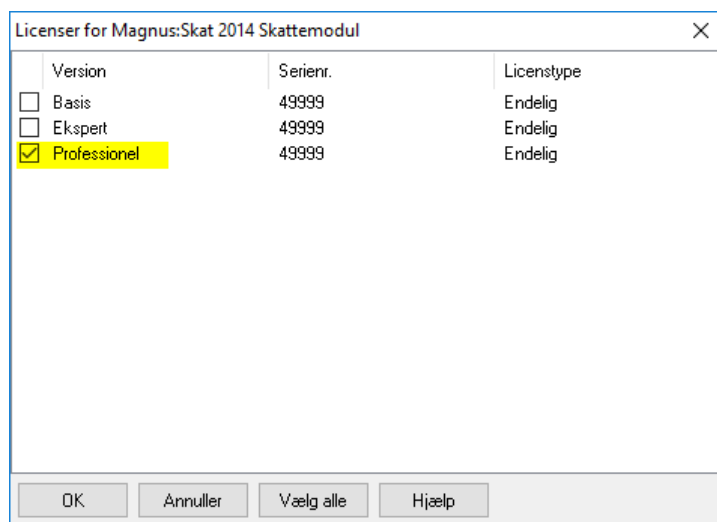 Licenser for Magnus:Skat 2014 Skattemodul
Version Serienr. Licenstype
Basis 49999 Endelig
Ekspert 49999 Endelig
Professionel 49999 Endelig
OK Annuller Vælg alle Hjælp